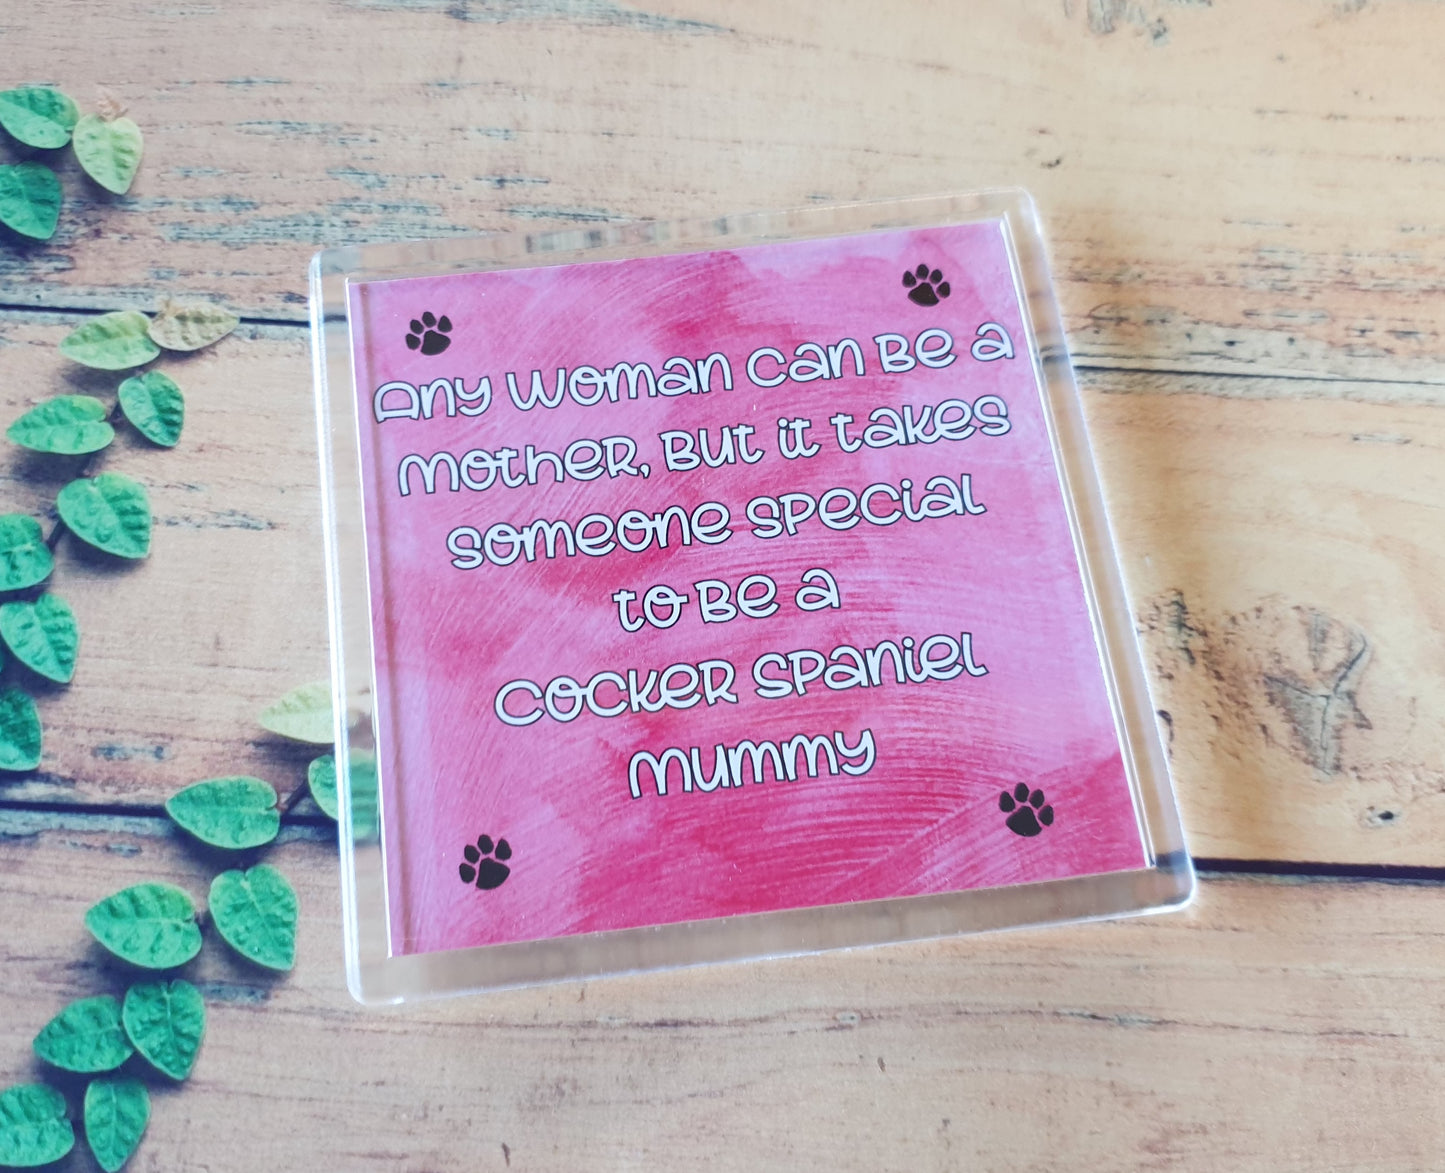 Any woman can be a
mother, but it takes
someone special
to be a
cocker spaniel
mummy